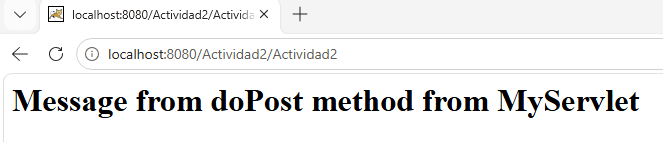 localhost:8080/Actividad2/Activida
localhost:8080/Actividad2/Actividad2
Message from doPost method from MyServlet